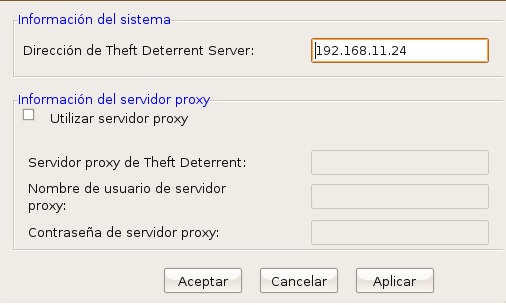 Información del sistema
Dirección de Theft Deterrent Server: 192.168.11.24
Información del servidor proxy
Utilizar servidor proxy
Servidor proxy de Theft Deterrent:
Nombre de usuario de servidor
proxy:
Contraseña de servidor proxy:
Aceptar Cancelar Aplicar